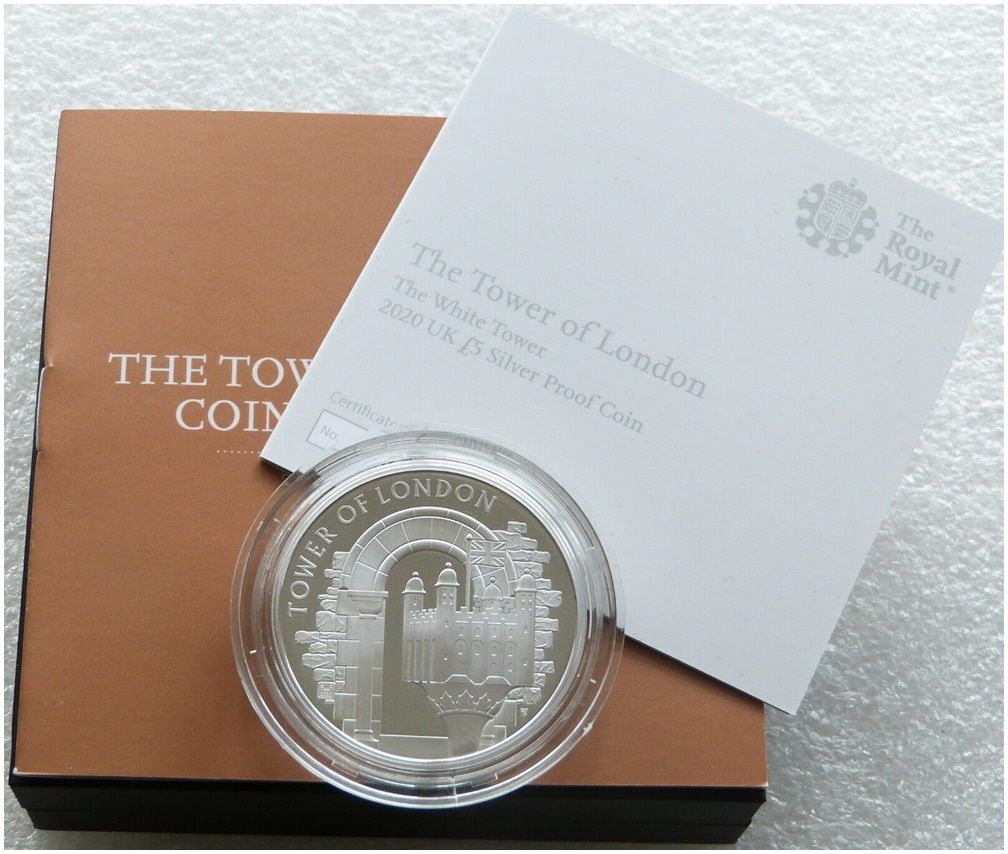 The
Royal
Mint®
The Tower of London
The White Tower
2020 UK £5 Silver Proof Coin
Certificate
No.
THE TOW
COIN
TOWER OF LONDON